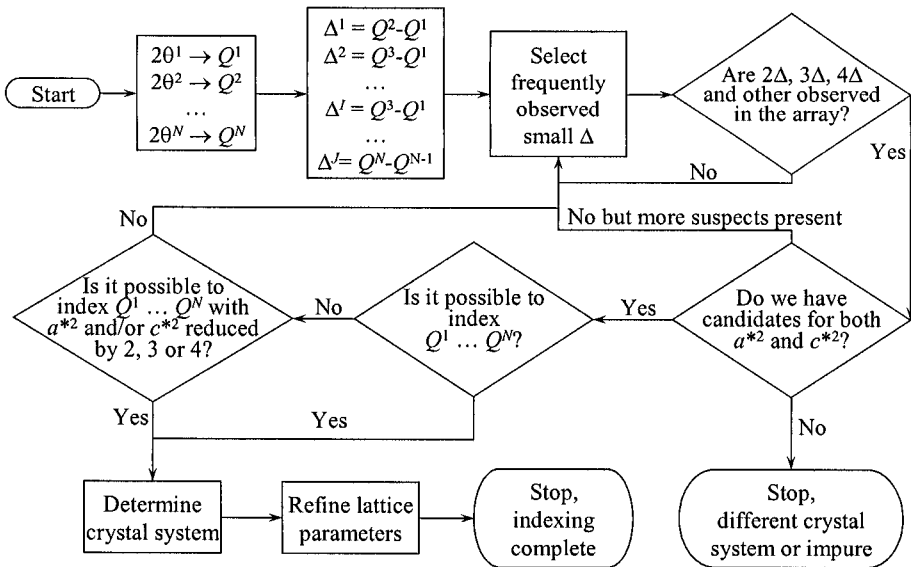 Start
2θ¹ → Q¹
2θ² → Q²
…
2θᴺ → Qᴺ
Δ¹ = Q²-Q¹
Δ² = Q³-Q¹
…
Δᴵ = Q³-Q¹
…
Δᴶ= Qᴺ-Qᴺ⁻¹
Select
frequently
observed
small Δ
Are 2Δ, 3Δ, 4Δ
and other observed
in the array?
Yes
No
No but more suspects present
Do we have
candidates for both
a*² and c*²?
Yes
No
Is it possible to
index
Q¹ … Qᴺ?
No
Yes
Is it possible to
index Q¹ … Qᴺ with
a*² and/or c*² reduced
by 2, 3 or 4?
No
Yes
Determine
crystal system
Refine lattice
parameters
Stop,
indexing
complete
Stop,
different crystal
system or impure